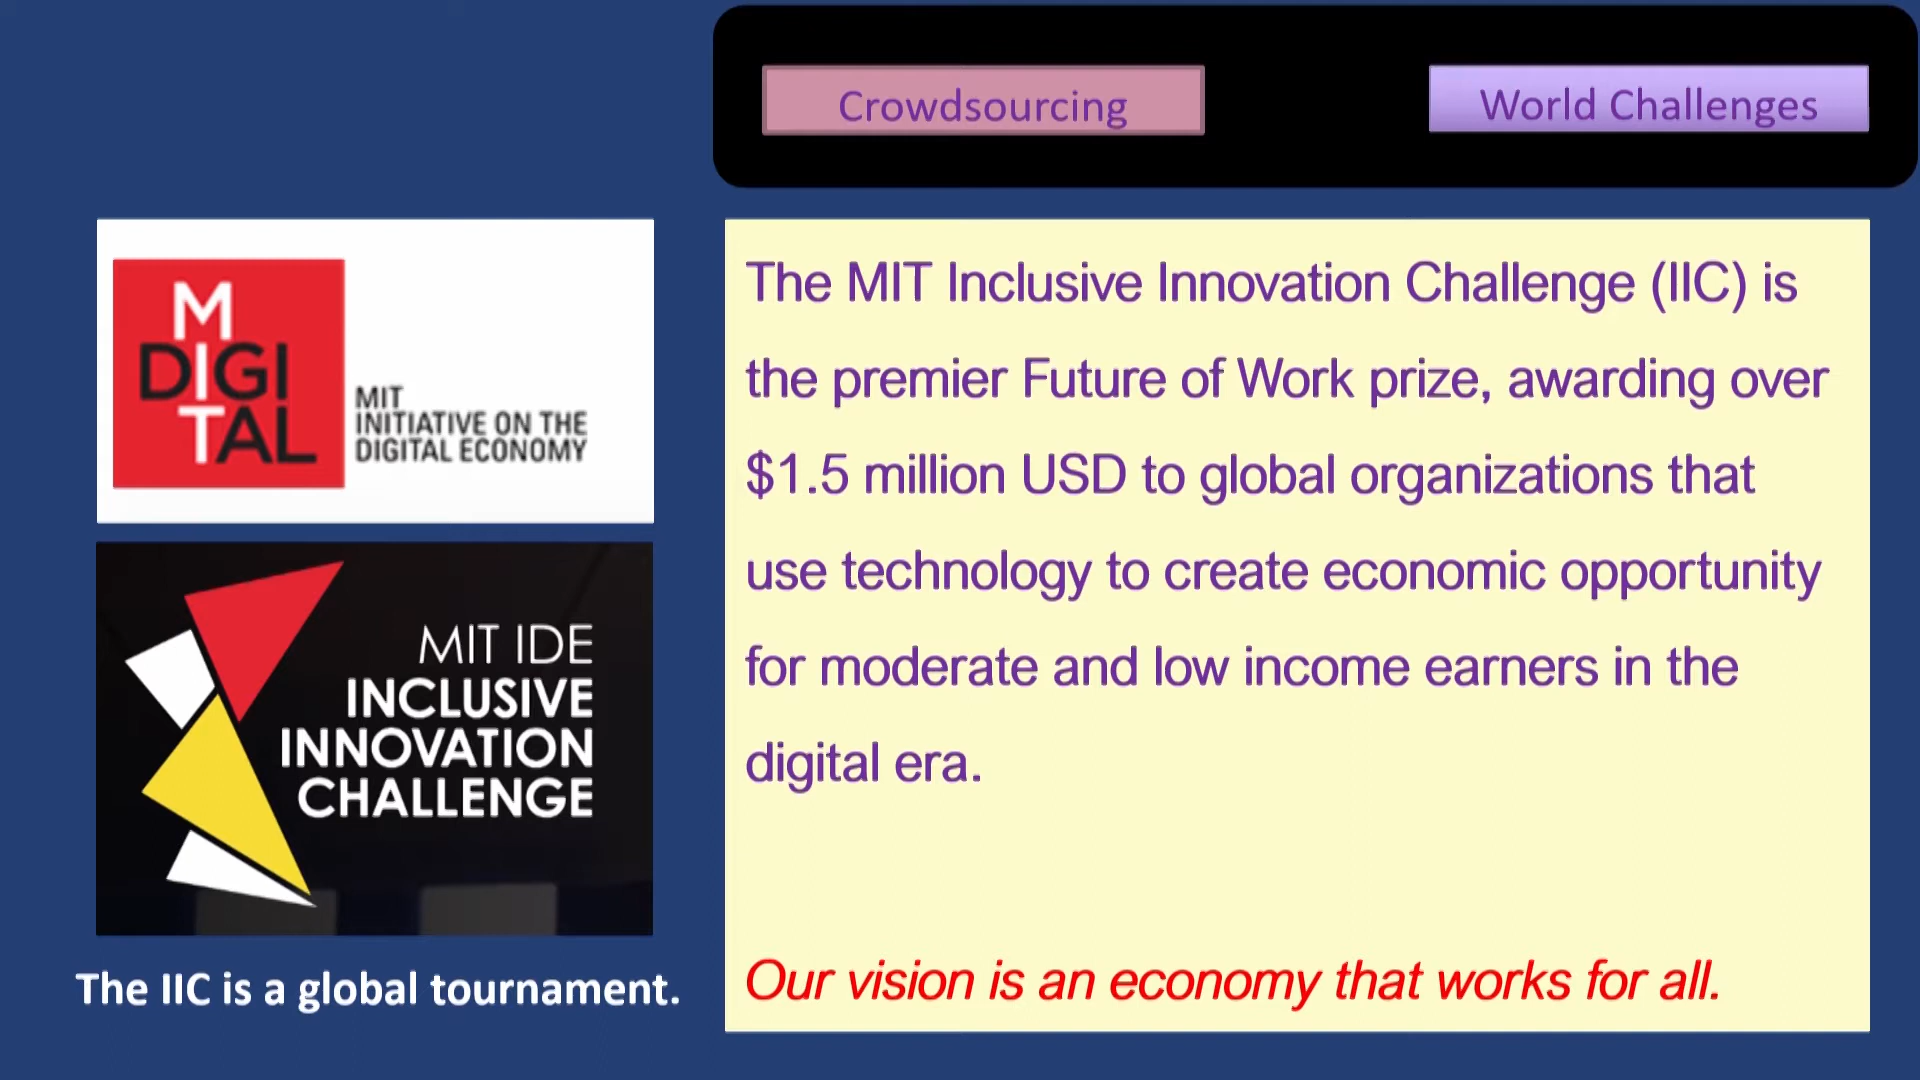 Crowdsourcing
World Challenges
M
DIGI
TAL
MIT
INITIATIVE ON THE
DIGITAL ECONOMY
MIT IDE
INCLUSIVE
INNOVATION
CHALLENGE
The IIC is a global tournament.
The MIT Inclusive Innovation Challenge (IIC) is
the premier Future of Work prize, awarding over
$1.5 million USD to global organizations that
use technology to create economic opportunity
for moderate and low income earners in the
digital era.
Our vision is an economy that works for all.